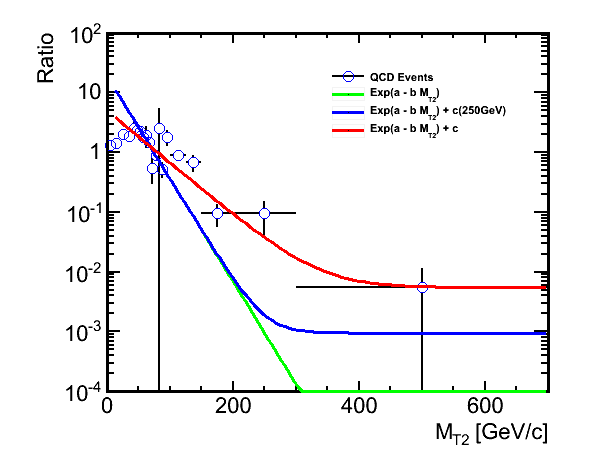 Ratio
10²
10
1
10⁻¹
10⁻²
10⁻³
10⁻⁴
QCD Events
Exp(a - b M_T2)
Exp(a - b M_T2) + c(250GeV)
Exp(a - b M_T2) + c
0 200 400 600
M_T2 [GeV/c]